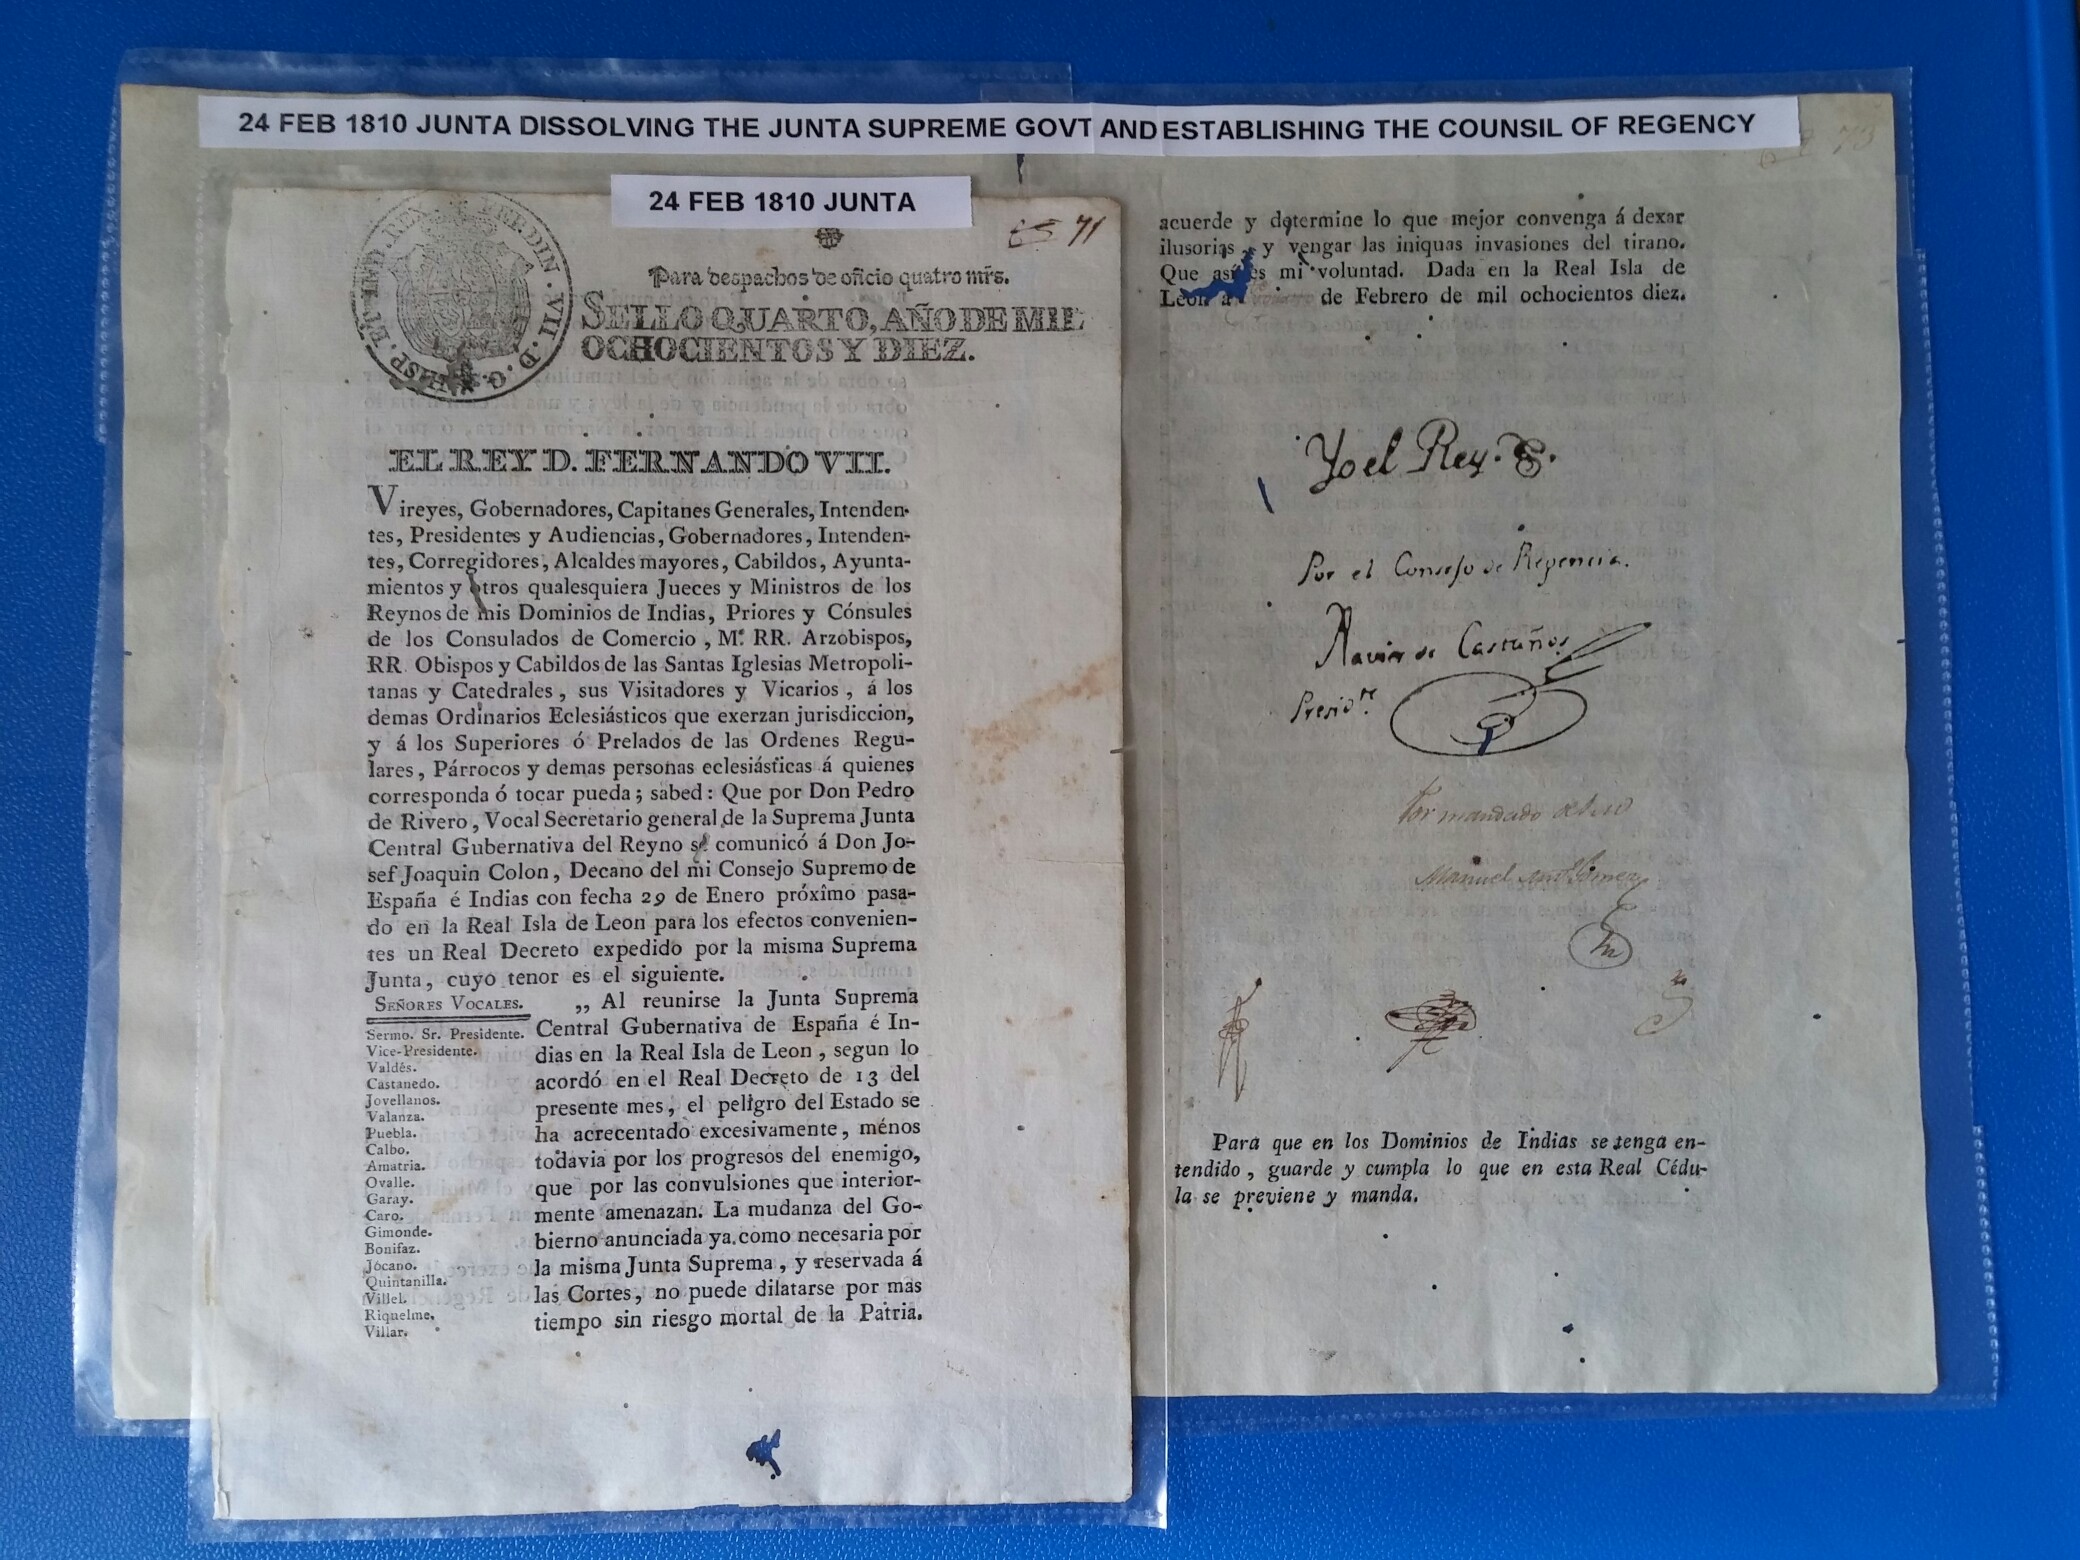 24 FEB 1810 JUNTA DISSOLVING THE JUNTA SUPREME GOVT AND ESTABLISHING THE COUNSIL OF REGENCY
24 FEB 1810 JUNTA
71
FERDIN. VII. D. G. HISP. ET IND. REX
Para despachos de oficio quatro mrs.
SELLO QUARTO, AÑO DE MIL
OCHOCIENTOS Y DIEZ.
EL REY D. FERNANDO VII.
Vireyes, Gobernadores, Capitanes Generales, Intenden-
tes, Presidentes y Audiencias, Gobernadores, Intenden-
tes, Corregidores, Alcaldes mayores, Cabildos, Ayunta-
mientos y otros qualesquiera Jueces y Ministros de los
Reynos de mis Dominios de Indias, Priores y Cónsules
de los Consulados de Comercio, M. RR. Arzobispos,
RR. Obispos y Cabildos de las Santas Iglesias Metropoli-
tanas y Catedrales, sus Visitadores y Vicarios, á los
demas Ordinarios Eclesiásticos que exerzan jurisdiccion,
y á los Superiores ó Prelados de las Ordenes Regu-
lares, Párrocos y demas personas eclesiásticas á quienes
corresponda ó tocar pueda; sabed: Que por Don Pedro
de Rivero, Vocal Secretario general de la Suprema Junta
Central Gubernativa del Reyno se comunicó á Don Jo-
sef Joaquin Colon, Decano del mi Consejo Supremo de
España é Indias con fecha 29 de Enero próxîmo pasa-
do en la Real Isla de Leon para los efectos convenien-
tes un Real Decreto expedido por la misma Suprema
Junta, cuyo tenor es el siguiente.
SEÑORES VOCALES.
Sermo. Sr. Presidente.
Vice-Presidente.
Valdés.
Castanedo.
Jovellanos.
Valanza.
Puebla.
Calbo.
Amatria.
Ovalle.
Garay.
Caro.
Gimonde.
Bonifaz.
Jócano.
Quintanilla.
Villel.
Riquelme.
Villar.
„Al reunirse la Junta Suprema
Central Gubernativa de España é In-
dias en la Real Isla de Leon, segun lo
acordó en el Real Decreto de 13 del
presente mes, el peligro del Estado se
ha acrecentado excesivamente, ménos
todavia por los progresos del enemigo,
que por las convulsiones que interior-
mente amenazan. La mudanza del Go-
bierno anunciada ya como necesaria por
la misma Junta Suprema, y reservada á
las Cortes, no puede dilatarse por mas
tiempo sin riesgo mortal de la Patria.
acuerde y determine lo que mejor convenga á dexar
ilusorias y vengar las iniquas invasiones del tirano.
Que así es mi voluntad. Dada en la Real Isla de
Leon á de Febrero de mil ochocientos diez.
Yo el Rey.
Por el Consejo de Regencia.
Xavier de Castaños
Presid.te
Por mandado
Manuel
Para que en los Dominios de Indias se tenga en-
tendido, guarde y cumpla lo que en esta Real Cédu-
la se previene y manda.